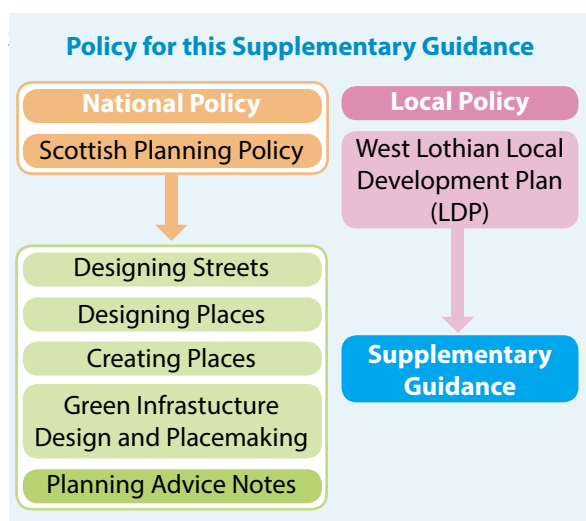 Policy for this Supplementary Guidance
National Policy
Scottish Planning Policy
Designing Streets
Designing Places
Creating Places
Green Infrastucture
Design and Placemaking
Planning Advice Notes
Local Policy
West Lothian Local
Development Plan
(LDP)
Supplementary
Guidance